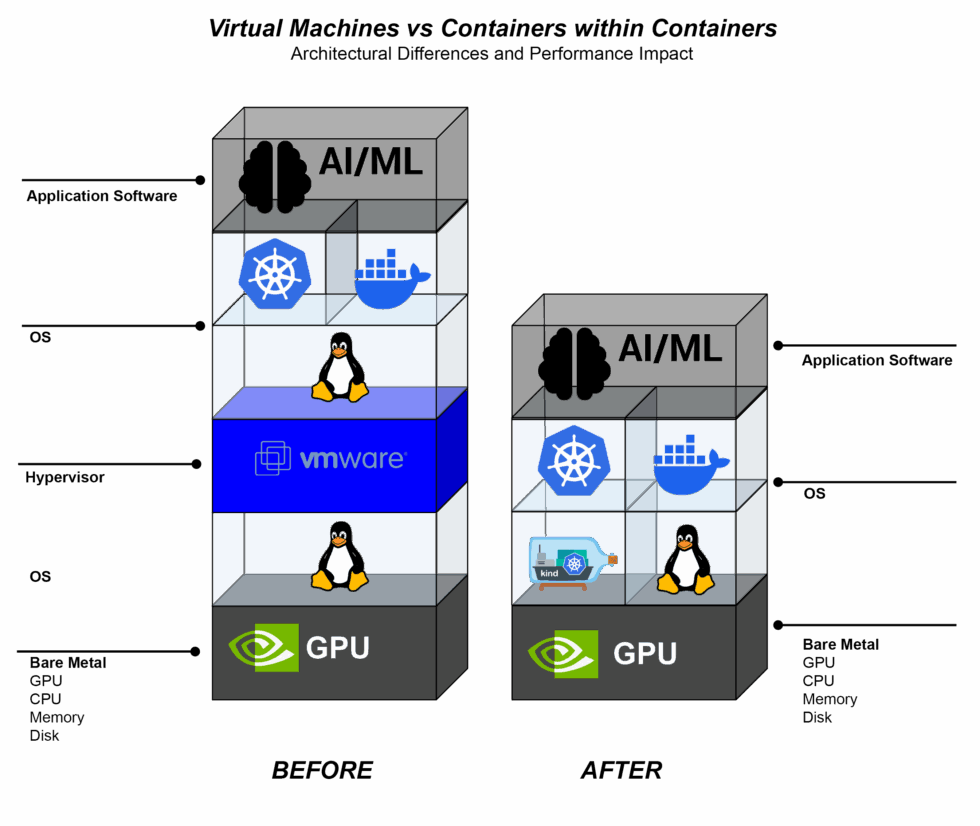 Virtual Machines vs Containers within Containers
Architectural Differences and Performance Impact
AI/ML
Application Software
OS
Hypervisor
vmware®
OS
GPU
Bare Metal
GPU
CPU
Memory
Disk
BEFORE
AI/ML
Application Software
OS
kind
GPU
Bare Metal
GPU
CPU
Memory
Disk
AFTER